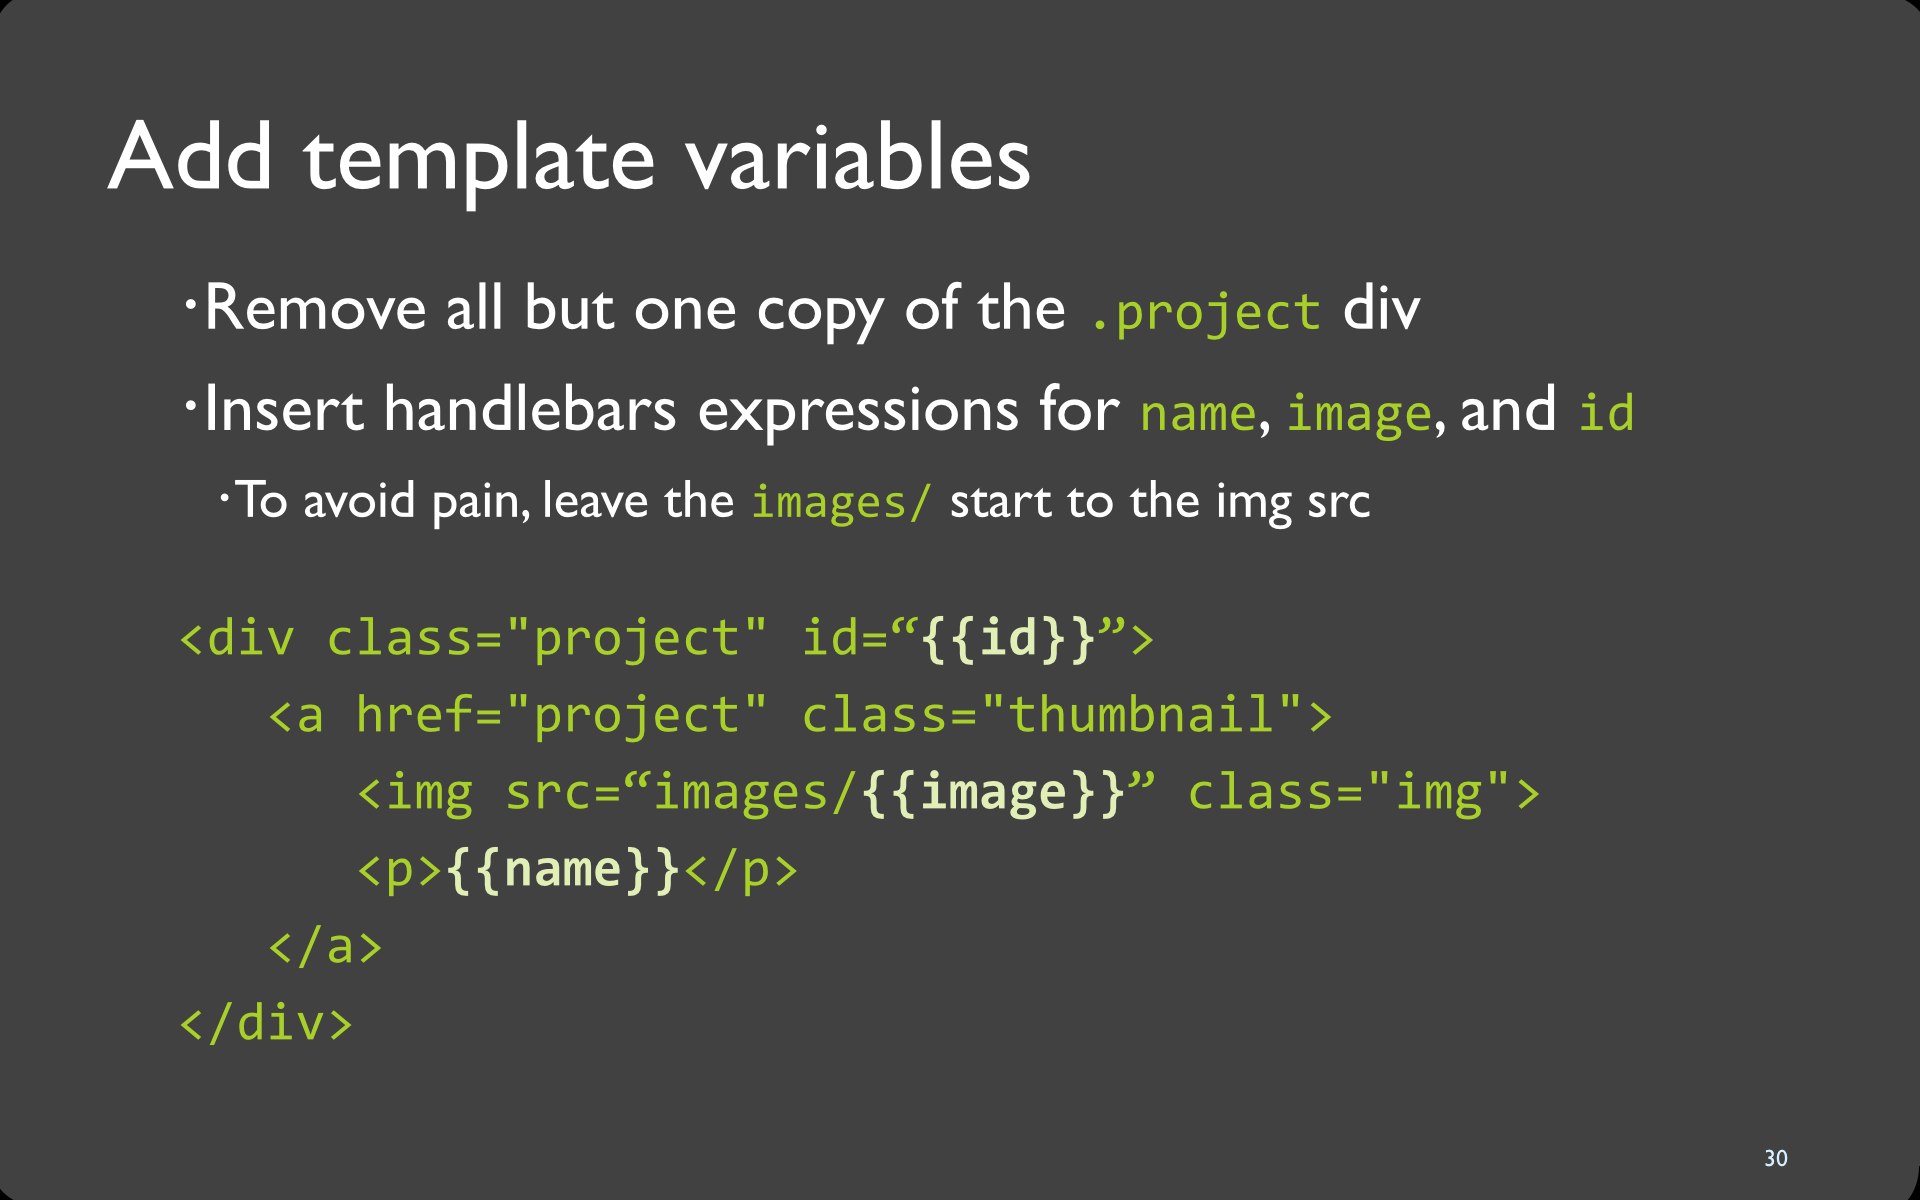 Add template variables
·Remove all but one copy of the .project div
·Insert handlebars expressions for name, image, and id
·To avoid pain, leave the images/ start to the img src
<div class="project" id=“{{id}}”>
<a href="project" class="thumbnail">
<img src=“images/{{image}}” class="img">
<p>{{name}}</p>
</a>
</div>
30